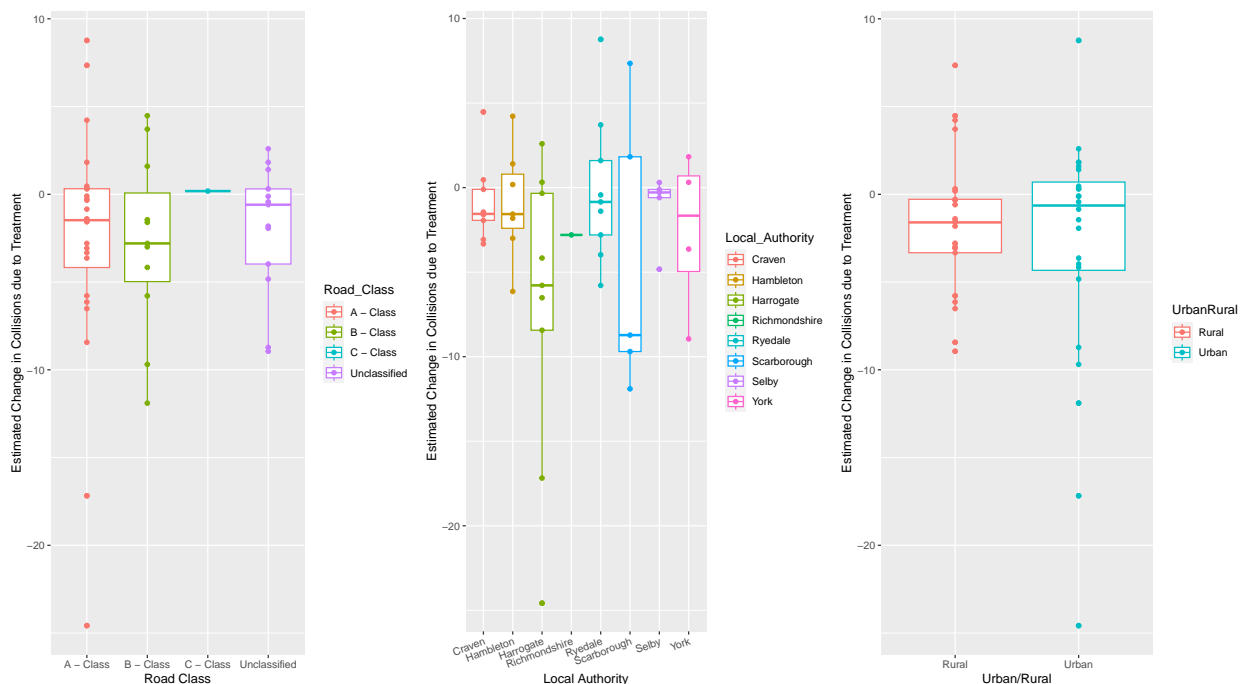 Estimated Change in Collisions due to Treatment
10
0
−10
−20
A − Class
B − Class
C − Class
Unclassified
Road Class
Road_Class
A − Class
B − Class
C − Class
Unclassified
Estimated Change in Collisions due to Treatment
10
0
−10
−20
Craven
Hambleton
Harrogate
Richmondshire
Ryedale
Scarborough
Selby
York
Local Authority
Local_Authority
Craven
Hambleton
Harrogate
Richmondshire
Ryedale
Scarborough
Selby
York
Estimated Change in Collisions due to Treatment
10
0
−10
−20
Rural
Urban
Urban/Rural
UrbanRural
Rural
Urban